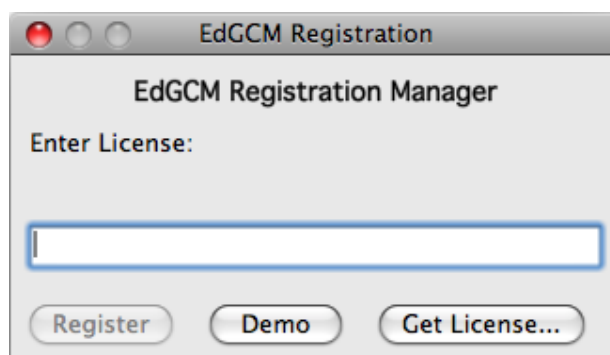 EdGCM Registration
EdGCM Registration Manager
Enter License:
Register Demo Get License...